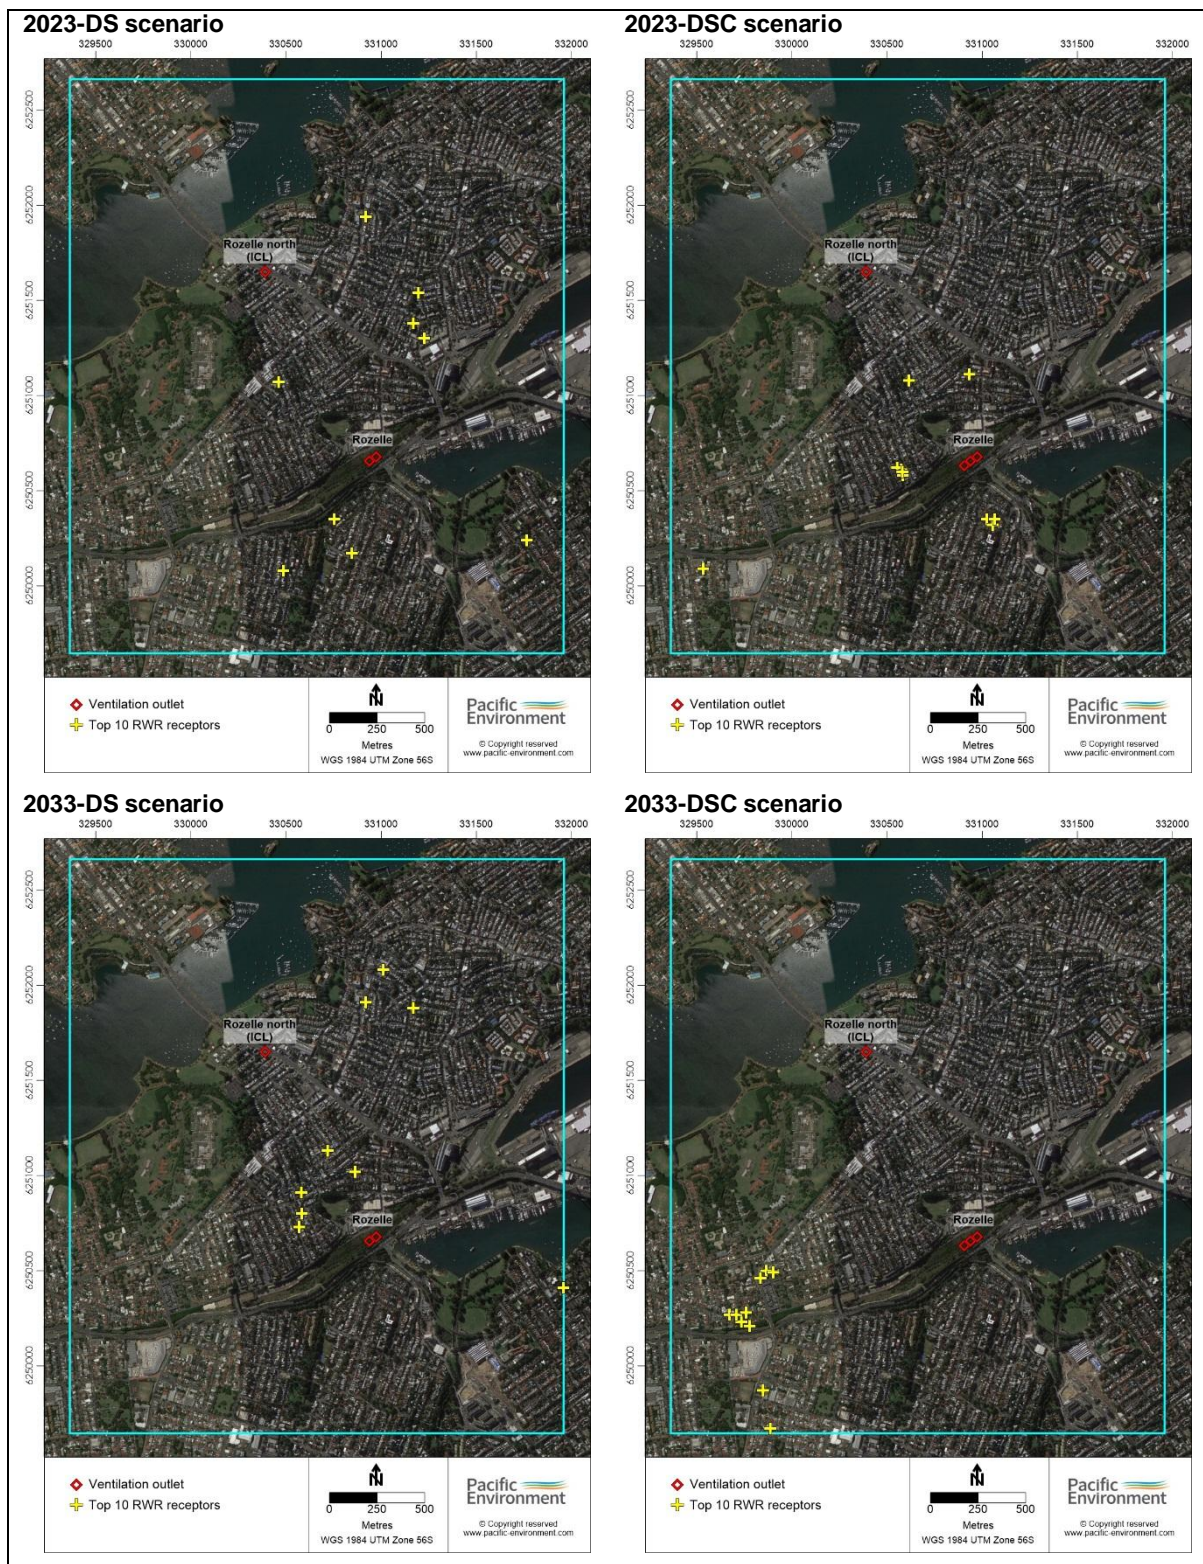 2023-DS scenario
329500 330000 330500 331000 331500 332000
6252500
6252000
6251500
6251000
6250500
6250000
Rozelle north
(ICL)
Rozelle
Ventilation outlet
Top 10 RWR receptors
N
0 250 500
Metres
WGS 1984 UTM Zone 56S
Pacific
Environment
© Copyright reserved
www.pacific-environment.com
2023-DSC scenario
329500 330000 330500 331000 331500 332000
6252500
6252000
6251500
6251000
6250500
6250000
Rozelle north
(ICL)
Rozelle
Ventilation outlet
Top 10 RWR receptors
N
0 250 500
Metres
WGS 1984 UTM Zone 56S
Pacific
Environment
© Copyright reserved
www.pacific-environment.com
2033-DS scenario
329500 330000 330500 331000 331500 332000
6252500
6252000
6251500
6251000
6250500
6250000
Rozelle north
(ICL)
Rozelle
Ventilation outlet
Top 10 RWR receptors
N
0 250 500
Metres
WGS 1984 UTM Zone 56S
Pacific
Environment
© Copyright reserved
www.pacific-environment.com
2033-DSC scenario
329500 330000 330500 331000 331500 332000
6252500
6252000
6251500
6251000
6250500
6250000
Rozelle north
(ICL)
Rozelle
Ventilation outlet
Top 10 RWR receptors
N
0 250 500
Metres
WGS 1984 UTM Zone 56S
Pacific
Environment
© Copyright reserved
www.pacific-environment.com